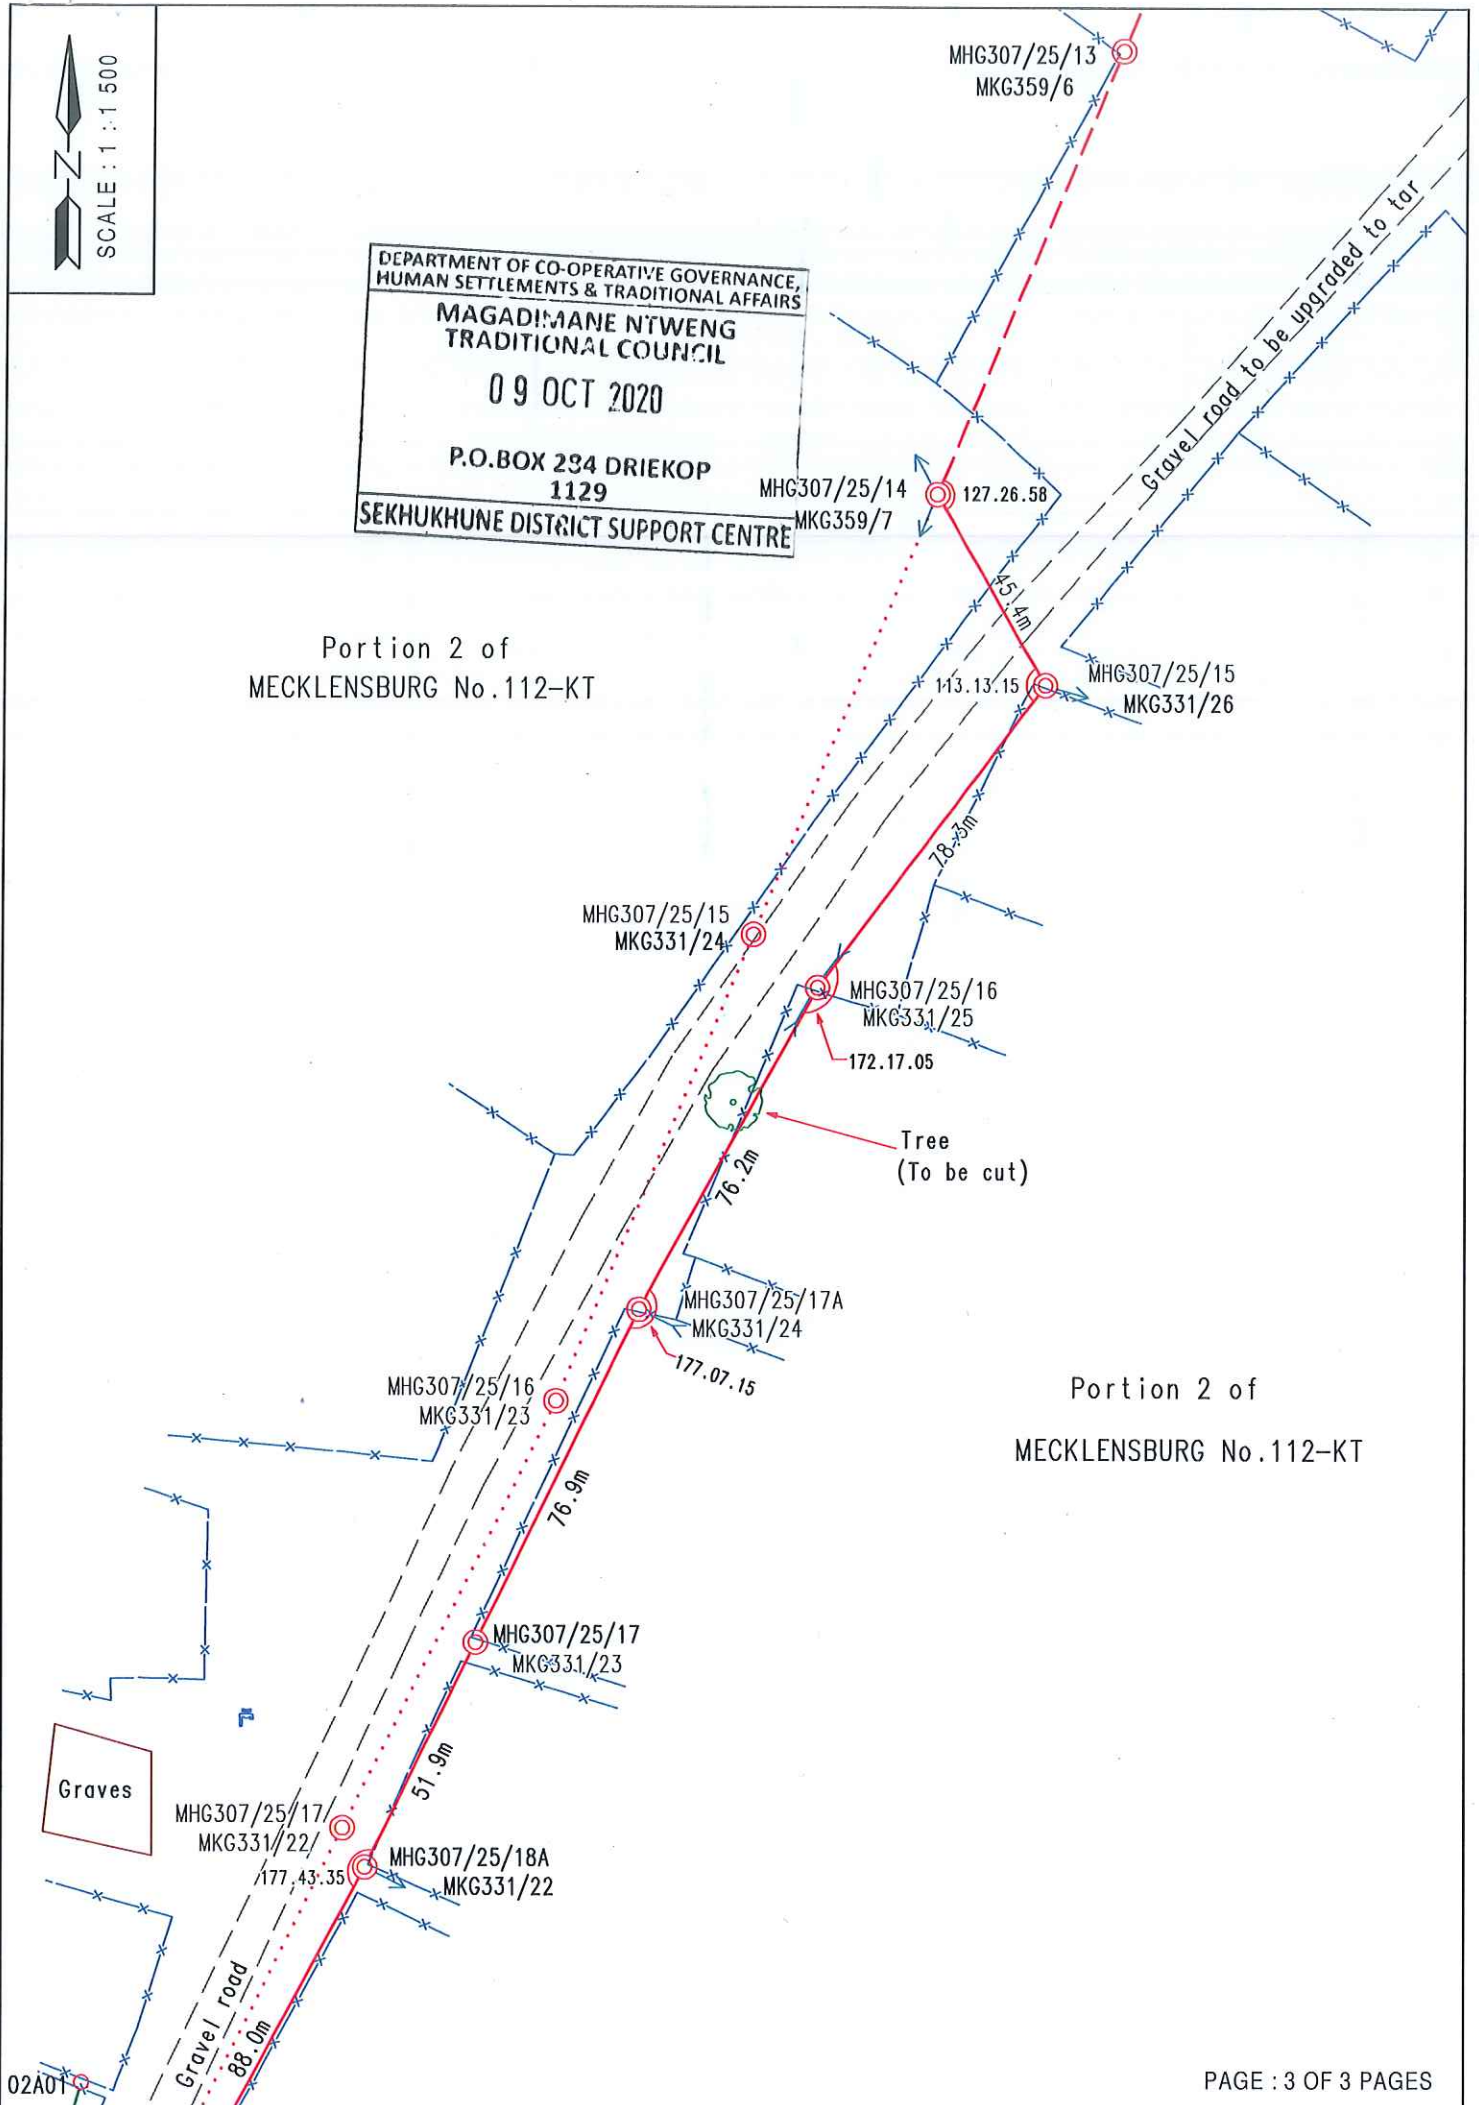 N
SCALE : 1 : 1 500
MHG307/25/13
MKG359/6
Gravel road to be upgraded to tar
DEPARTMENT OF CO-OPERATIVE GOVERNANCE,
HUMAN SETTLEMENTS & TRADITIONAL AFFAIRS
MAGADIMANE NTWENG
TRADITIONAL COUNCIL
09 OCT 2020
P.O.BOX 234 DRIEKOP
1129
SEKHUKHUNE DISTRICT SUPPORT CENTRE
MHG307/25/14
MKG359/7
127.26.58
45.4m
Portion 2 of
MECKLENSBURG No.112-KT
113.13.15
MHG307/25/15
MKG331/26
78.3m
MHG307/25/15
MKG331/24
MHG307/25/16
MKG331/25
172.17.05
Tree
(To be cut)
76.2m
MHG307/25/17A
MKG331/24
177.07.15
MHG307/25/16
MKG331/23
Portion 2 of
MECKLENSBURG No.112-KT
76.9m
MHG307/25/17
MKG331/23
51.9m
Graves
MHG307/25/17
MKG331/22
177.43.35
MHG307/25/18A
MKG331/22
Gravel road
88.0m
02A01
PAGE : 3 OF 3 PAGES